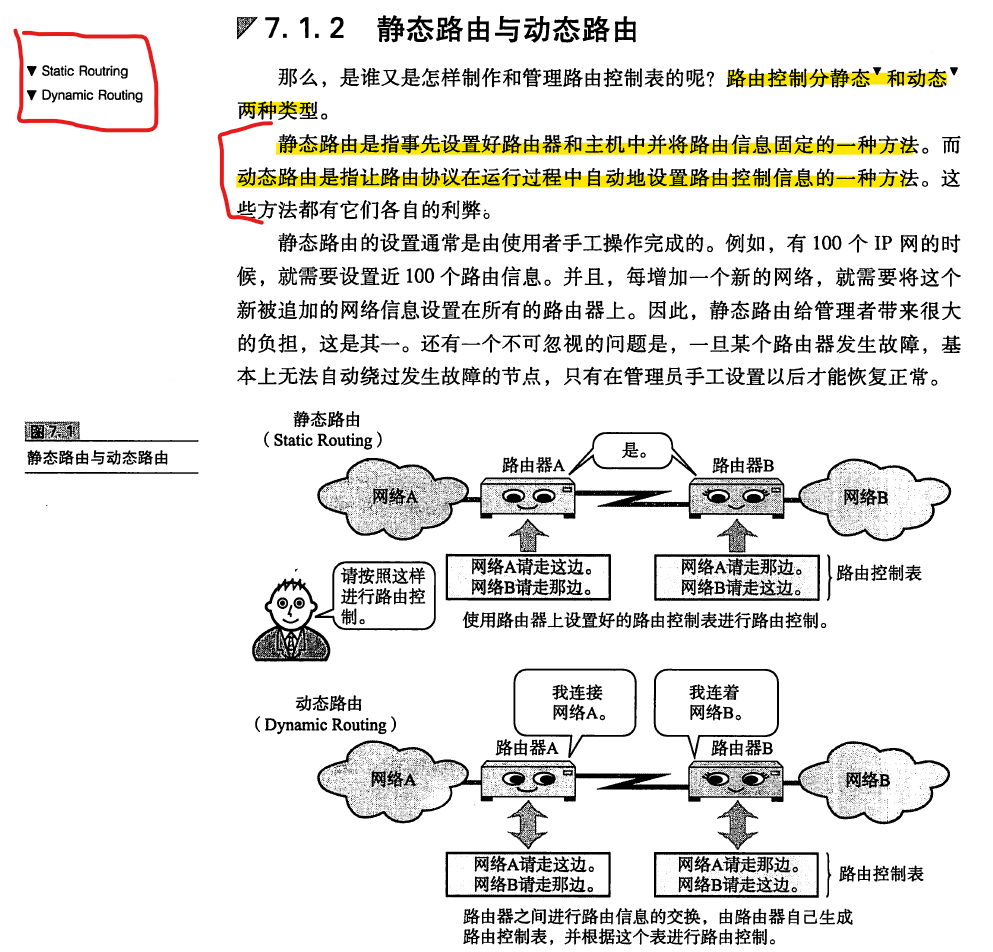 7.1.2 静态路由与动态路由
▼ Static Routring
▼ Dynamic Routing
那么，是谁又是怎样制作和管理路由控制表的呢？路由控制分静态▼和动态▼
两种类型。
静态路由是指事先设置好路由器和主机中并将路由信息固定的一种方法。而
动态路由是指让路由协议在运行过程中自动地设置路由控制信息的一种方法。这
些方法都有它们各自的利弊。
静态路由的设置通常是由使用者手工操作完成的。例如，有100个IP网的时
候，就需要设置近100个路由信息。并且，每增加一个新的网络，就需要将这个
新被追加的网络信息设置在所有的路由器上。因此，静态路由给管理者带来很大
的负担，这是其一。还有一个不可忽视的问题是，一旦某个路由器发生故障，基
本上无法自动绕过发生故障的节点，只有在管理员手工设置以后才能恢复正常。
图7.1
静态路由与动态路由
静态路由
（Static Routing）
是。
路由器A
路由器B
网络A
网络B
网络A请走这边。
网络B请走那边。
网络A请走那边。
网络B请走这边。
路由控制表
请按照这样
进行路由控
制。
使用路由器上设置好的路由控制表进行路由控制。
动态路由
（Dynamic Routing）
我连接
网络A。
我连着
网络B。
路由器A
路由器B
网络A
网络B
网络A请走这边。
网络B请走那边。
网络A请走那边。
网络B请走这边。
路由控制表
路由器之间进行路由信息的交换，由路由器自己生成
路由控制表，并根据这个表进行路由控制。